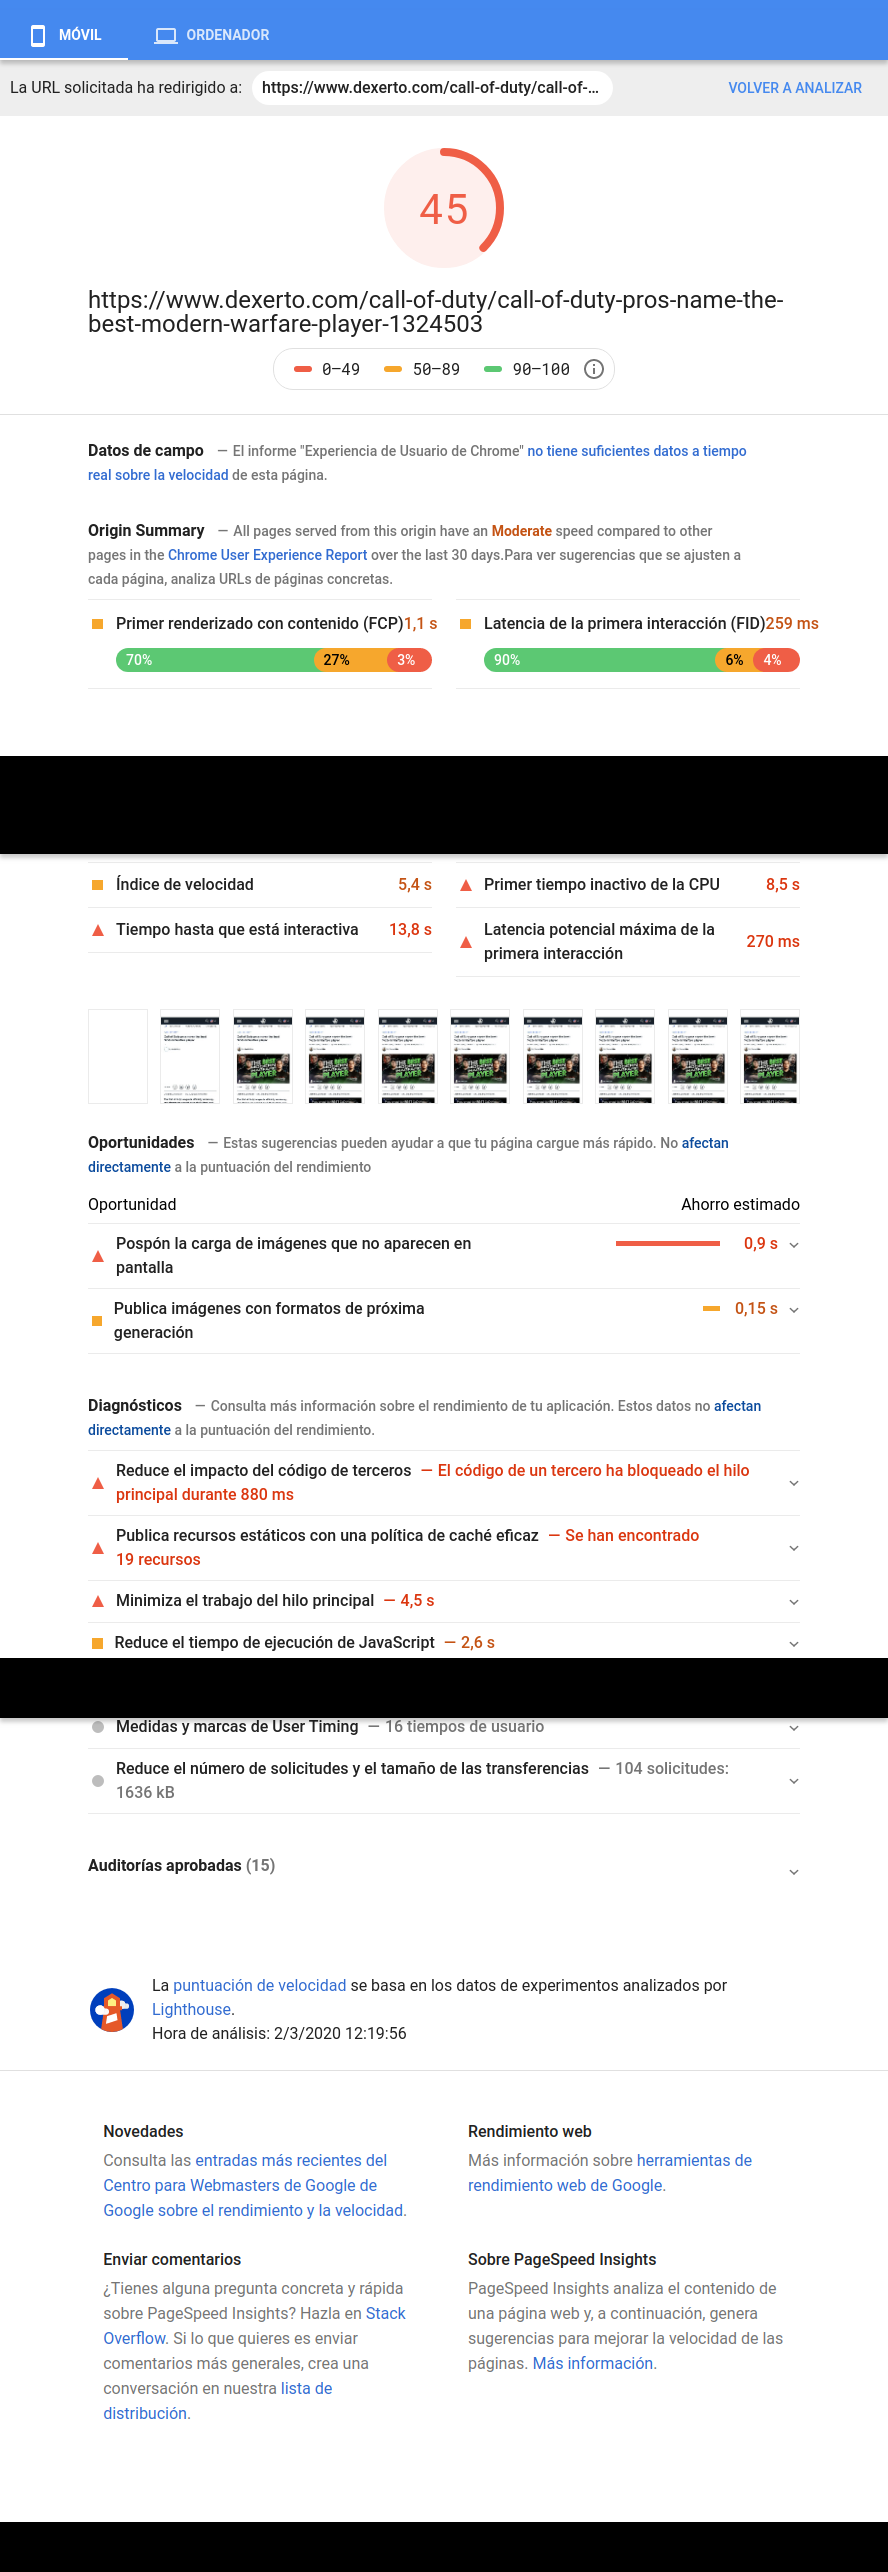 MÓVIL
ORDENADOR
La URL solicitada ha redirigido a:
https://www.dexerto.com/call-of-duty/call-of-...
VOLVER A ANALIZAR
45
https://www.dexerto.com/call-of-duty/call-of-duty-pros-name-the-
best-modern-warfare-player-1324503
0–49
50–89
90–100
Datos de campo — El informe "Experiencia de Usuario de Chrome" no tiene suficientes datos a tiempo
real sobre la velocidad de esta página.
Origin Summary — All pages served from this origin have an Moderate speed compared to other
pages in the Chrome User Experience Report over the last 30 days.Para ver sugerencias que se ajusten a
cada página, analiza URLs de páginas concretas.
Primer renderizado con contenido (FCP)1,1 s
70% 27% 3%
Latencia de la primera interacción (FID)259 ms
90% 6% 4%
Índice de velocidad 5,4 s
Tiempo hasta que está interactiva 13,8 s
Primer tiempo inactivo de la CPU 8,5 s
Latencia potencial máxima de la
primera interacción 270 ms
THE BEST
PLAYER
Oportunidades — Estas sugerencias pueden ayudar a que tu página cargue más rápido. No afectan
directamente a la puntuación del rendimiento
Oportunidad Ahorro estimado
Pospón la carga de imágenes que no aparecen en
pantalla
0,9 s
Publica imágenes con formatos de próxima
generación
0,15 s
Diagnósticos — Consulta más información sobre el rendimiento de tu aplicación. Estos datos no afectan
directamente a la puntuación del rendimiento.
Reduce el impacto del código de terceros — El código de un tercero ha bloqueado el hilo
principal durante 880 ms
Publica recursos estáticos con una política de caché eficaz — Se han encontrado
19 recursos
Minimiza el trabajo del hilo principal — 4,5 s
Reduce el tiempo de ejecución de JavaScript — 2,6 s
Medidas y marcas de User Timing — 16 tiempos de usuario
Reduce el número de solicitudes y el tamaño de las transferencias — 104 solicitudes:
1636 kB
Auditorías aprobadas (15)
La puntuación de velocidad se basa en los datos de experimentos analizados por
Lighthouse.
Hora de análisis: 2/3/2020 12:19:56
Novedades
Consulta las entradas más recientes del
Centro para Webmasters de Google de
Google sobre el rendimiento y la velocidad.
Rendimiento web
Más información sobre herramientas de
rendimiento web de Google.
Enviar comentarios
¿Tienes alguna pregunta concreta y rápida
sobre PageSpeed Insights? Hazla en Stack
Overflow. Si lo que quieres es enviar
comentarios más generales, crea una
conversación en nuestra lista de
distribución.
Sobre PageSpeed Insights
PageSpeed Insights analiza el contenido de
una página web y, a continuación, genera
sugerencias para mejorar la velocidad de las
páginas. Más información.